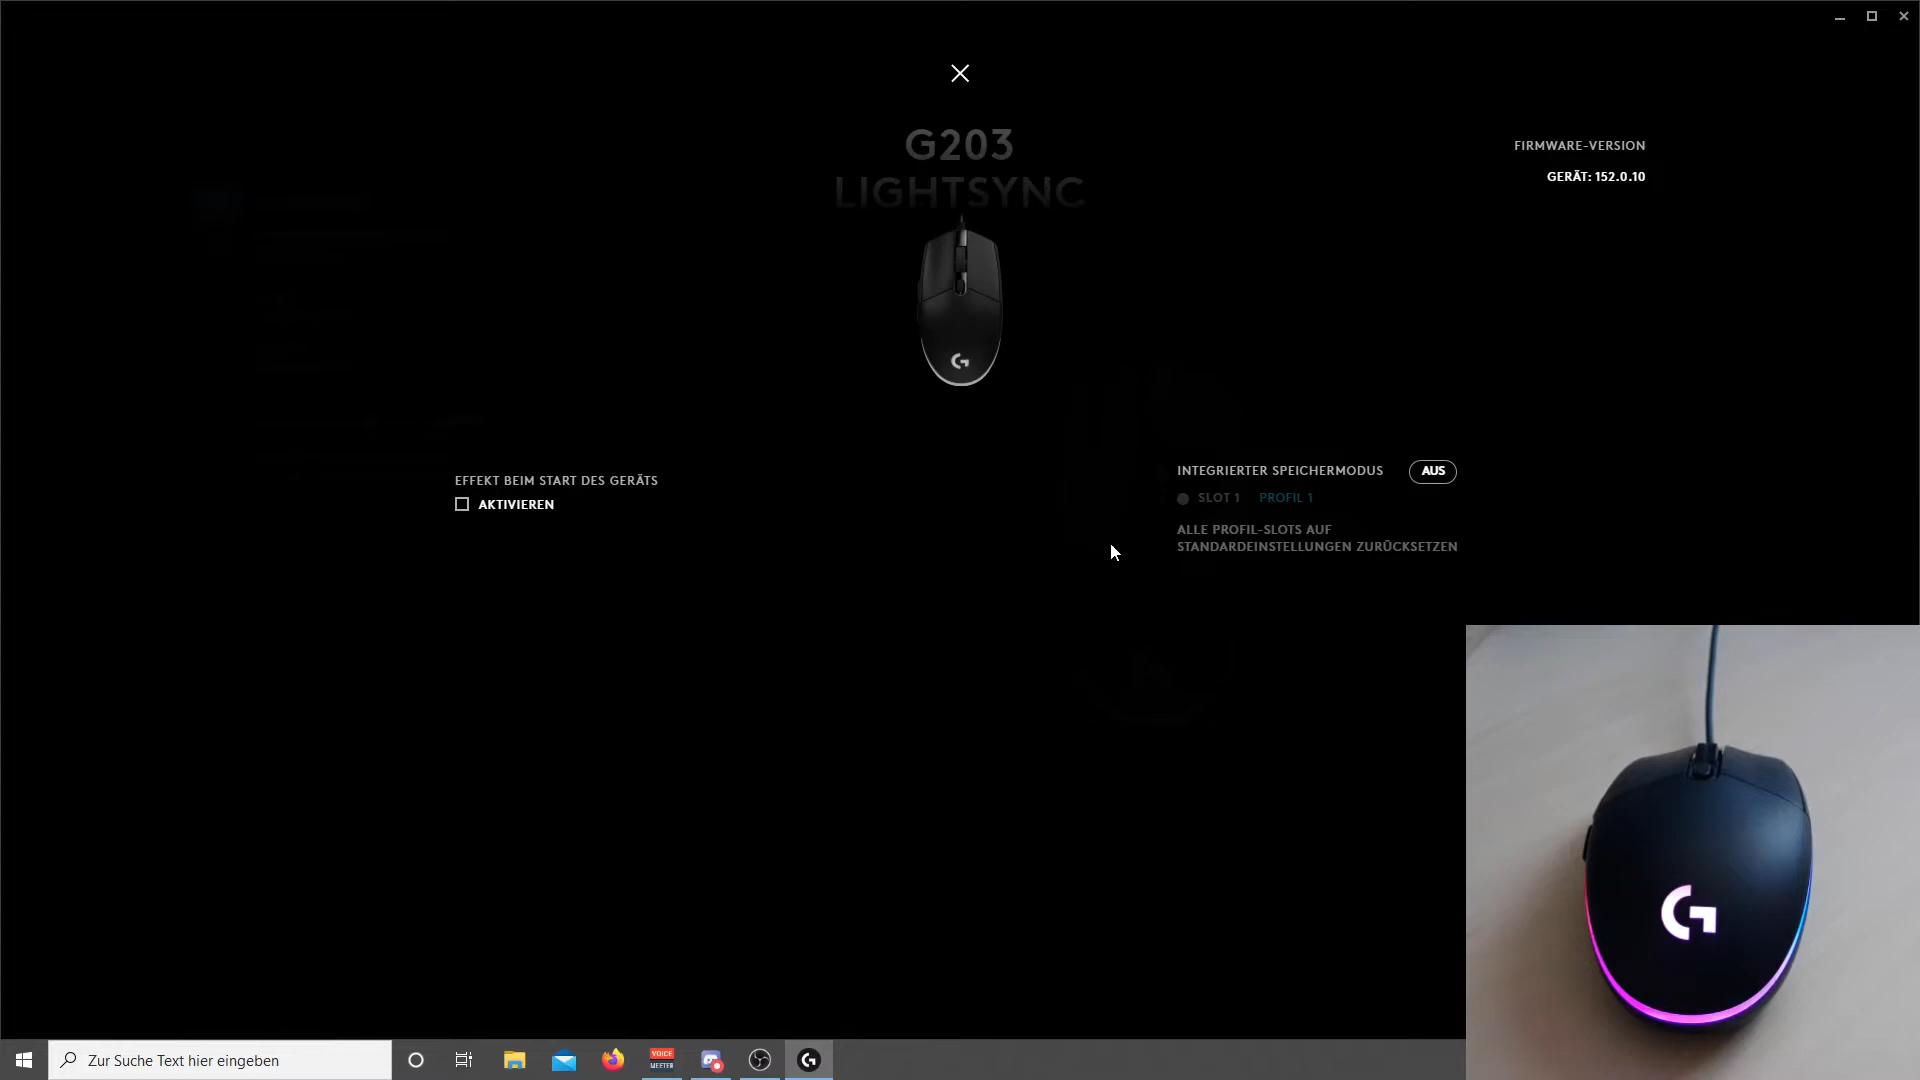 G203
LIGHTSYNC
FIRMWARE-VERSION
GERÄT: 152.0.10
EFFEKT BEIM START DES GERÄTS
AKTIVIEREN
INTEGRIERTER SPEICHERMODUS AUS
SLOT 1 PROFIL 1
ALLE PROFIL-SLOTS AUF
STANDARDEINSTELLUNGEN ZURÜCKSETZEN
Zur Suche Text hier eingeben
VOICE
MEETER